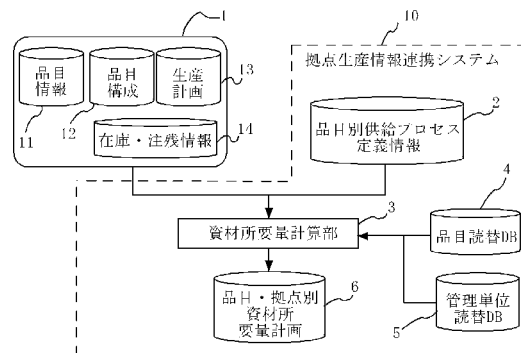 1
10
品目
情報
品目
構成
生産
計画
13
11
12
在庫・注残情報
14
拠点生産情報連携システム
2
品目別供給プロセス
定義情報
資材所要量計算部
3
4
品目読替DB
品目・拠点別
資材所
要量計画
6
管理単位
読替DB
5